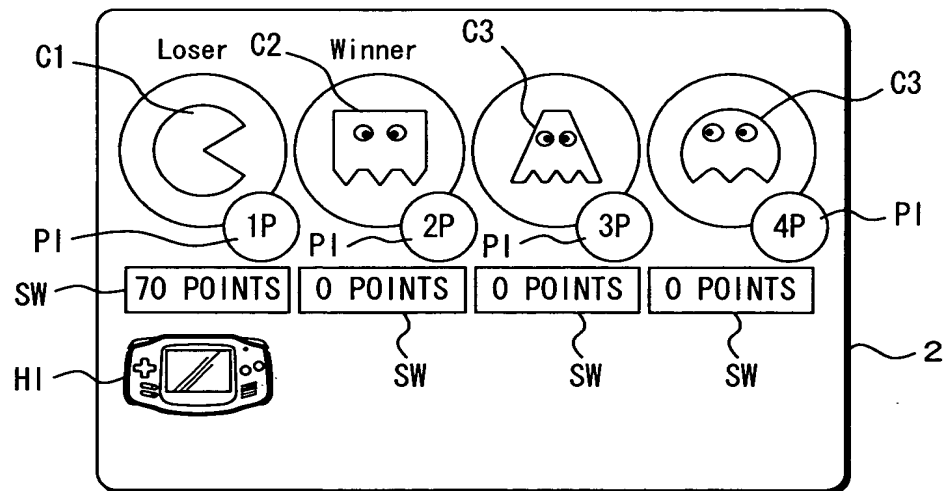 Loser
Winner
C1
C2
C3
C3
1P
2P
3P
4P
PI
PI
PI
PI
SW
70 POINTS
0 POINTS
0 POINTS
0 POINTS
SW
SW
SW
HI
2